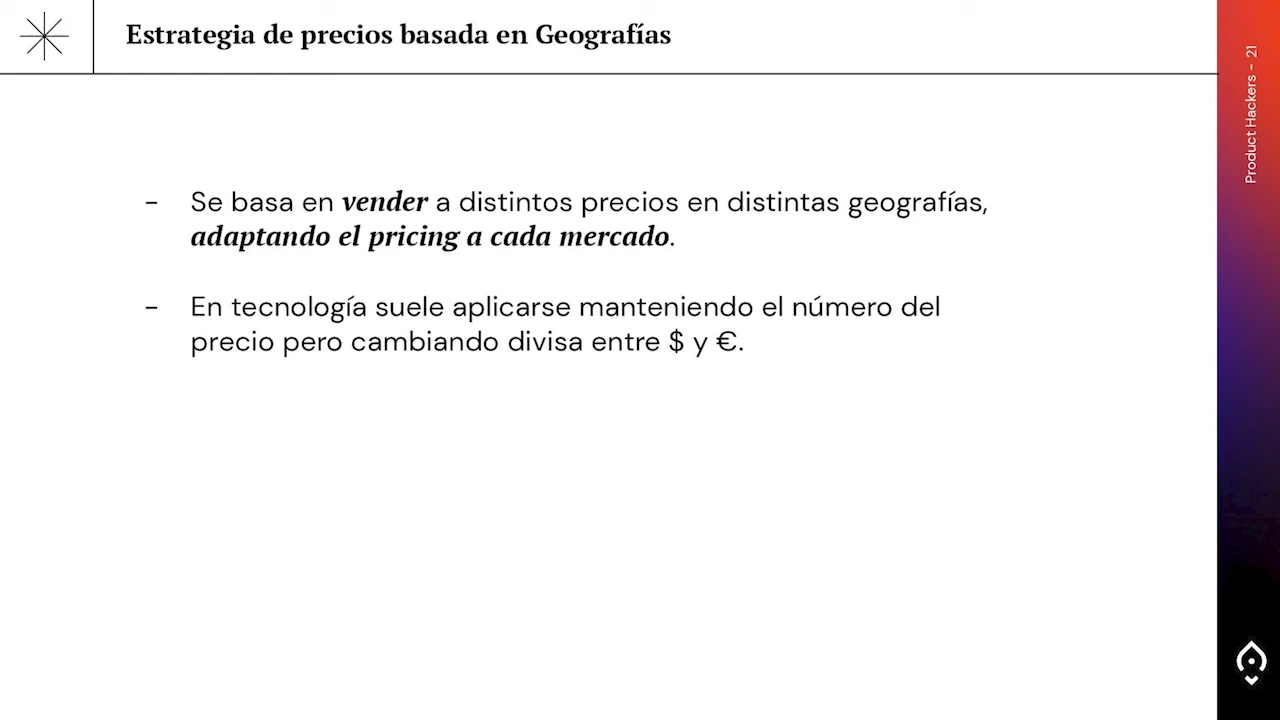 Estrategia de precios basada en Geografías
- Se basa en vender a distintos precios en distintas geografías,
adaptando el pricing a cada mercado.
- En tecnología suele aplicarse manteniendo el número del
precio pero cambiando divisa entre $ y €.
Product Hackers - 21